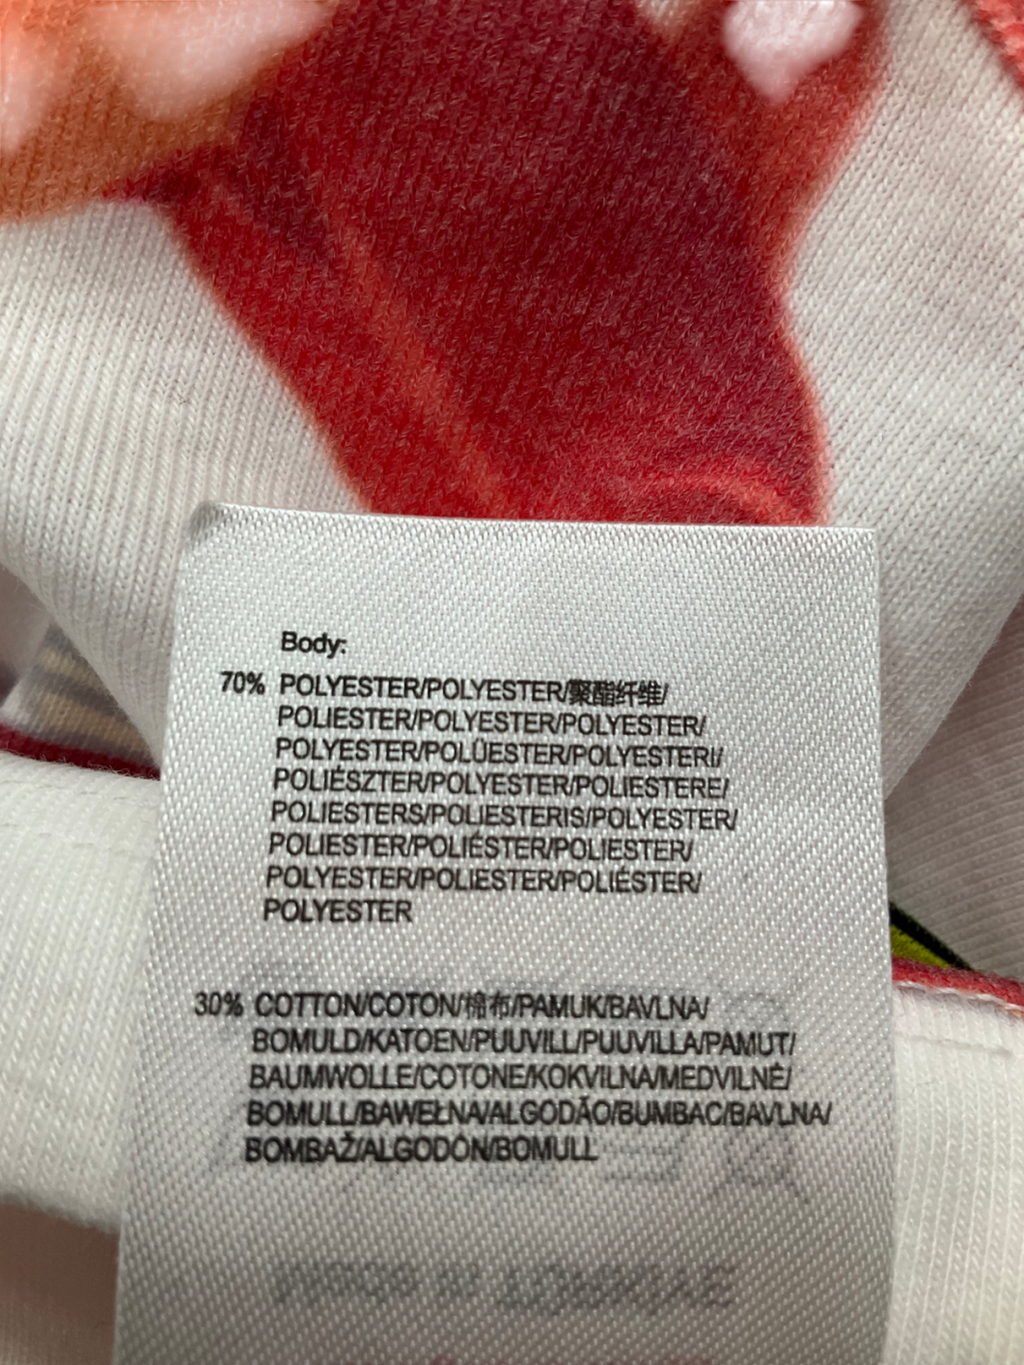 Body:
70% POLYESTER/POLYESTER/聚酯纤维/
POLIESTER/POLYESTER/POLYESTER/
POLYESTER/POLÜESTER/POLYESTERI/
POLIÉSZTER/POLYESTER/POLIESTERE/
POLIESTERS/POLIESTERIS/POLYESTER/
POLIESTER/POLIÉSTER/POLIESTER/
POLYESTER/POLIESTER/POLIÉSTER/
POLYESTER
30% COTTON/COTON/棉布/PAMUK/BAVLNA/
BOMULD/KATOEN/PUUVILL/PUUVILLA/PAMUT/
BAUMWOLLE/COTONE/KOKVILNA/MEDVILNĖ/
BOMULL/BAWEŁNA/ALGODÃO/BUMBAC/BAVLNA/
BOMBAŽ/ALGODÓN/BOMULL